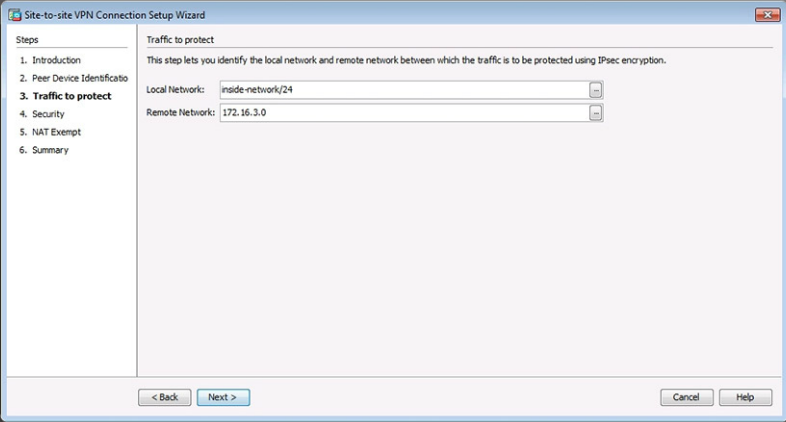 Site-to-site VPN Connection Setup Wizard
Steps
1. Introduction
2. Peer Device Identificatio
3. Traffic to protect
4. Security
5. NAT Exempt
6. Summary
Traffic to protect
This step lets you identify the local network and remote network between which the traffic is to be protected using IPsec encryption.
Local Network: inside-network/24 ...
Remote Network: 172.16.3.0 ...
< Back Next > Cancel Help